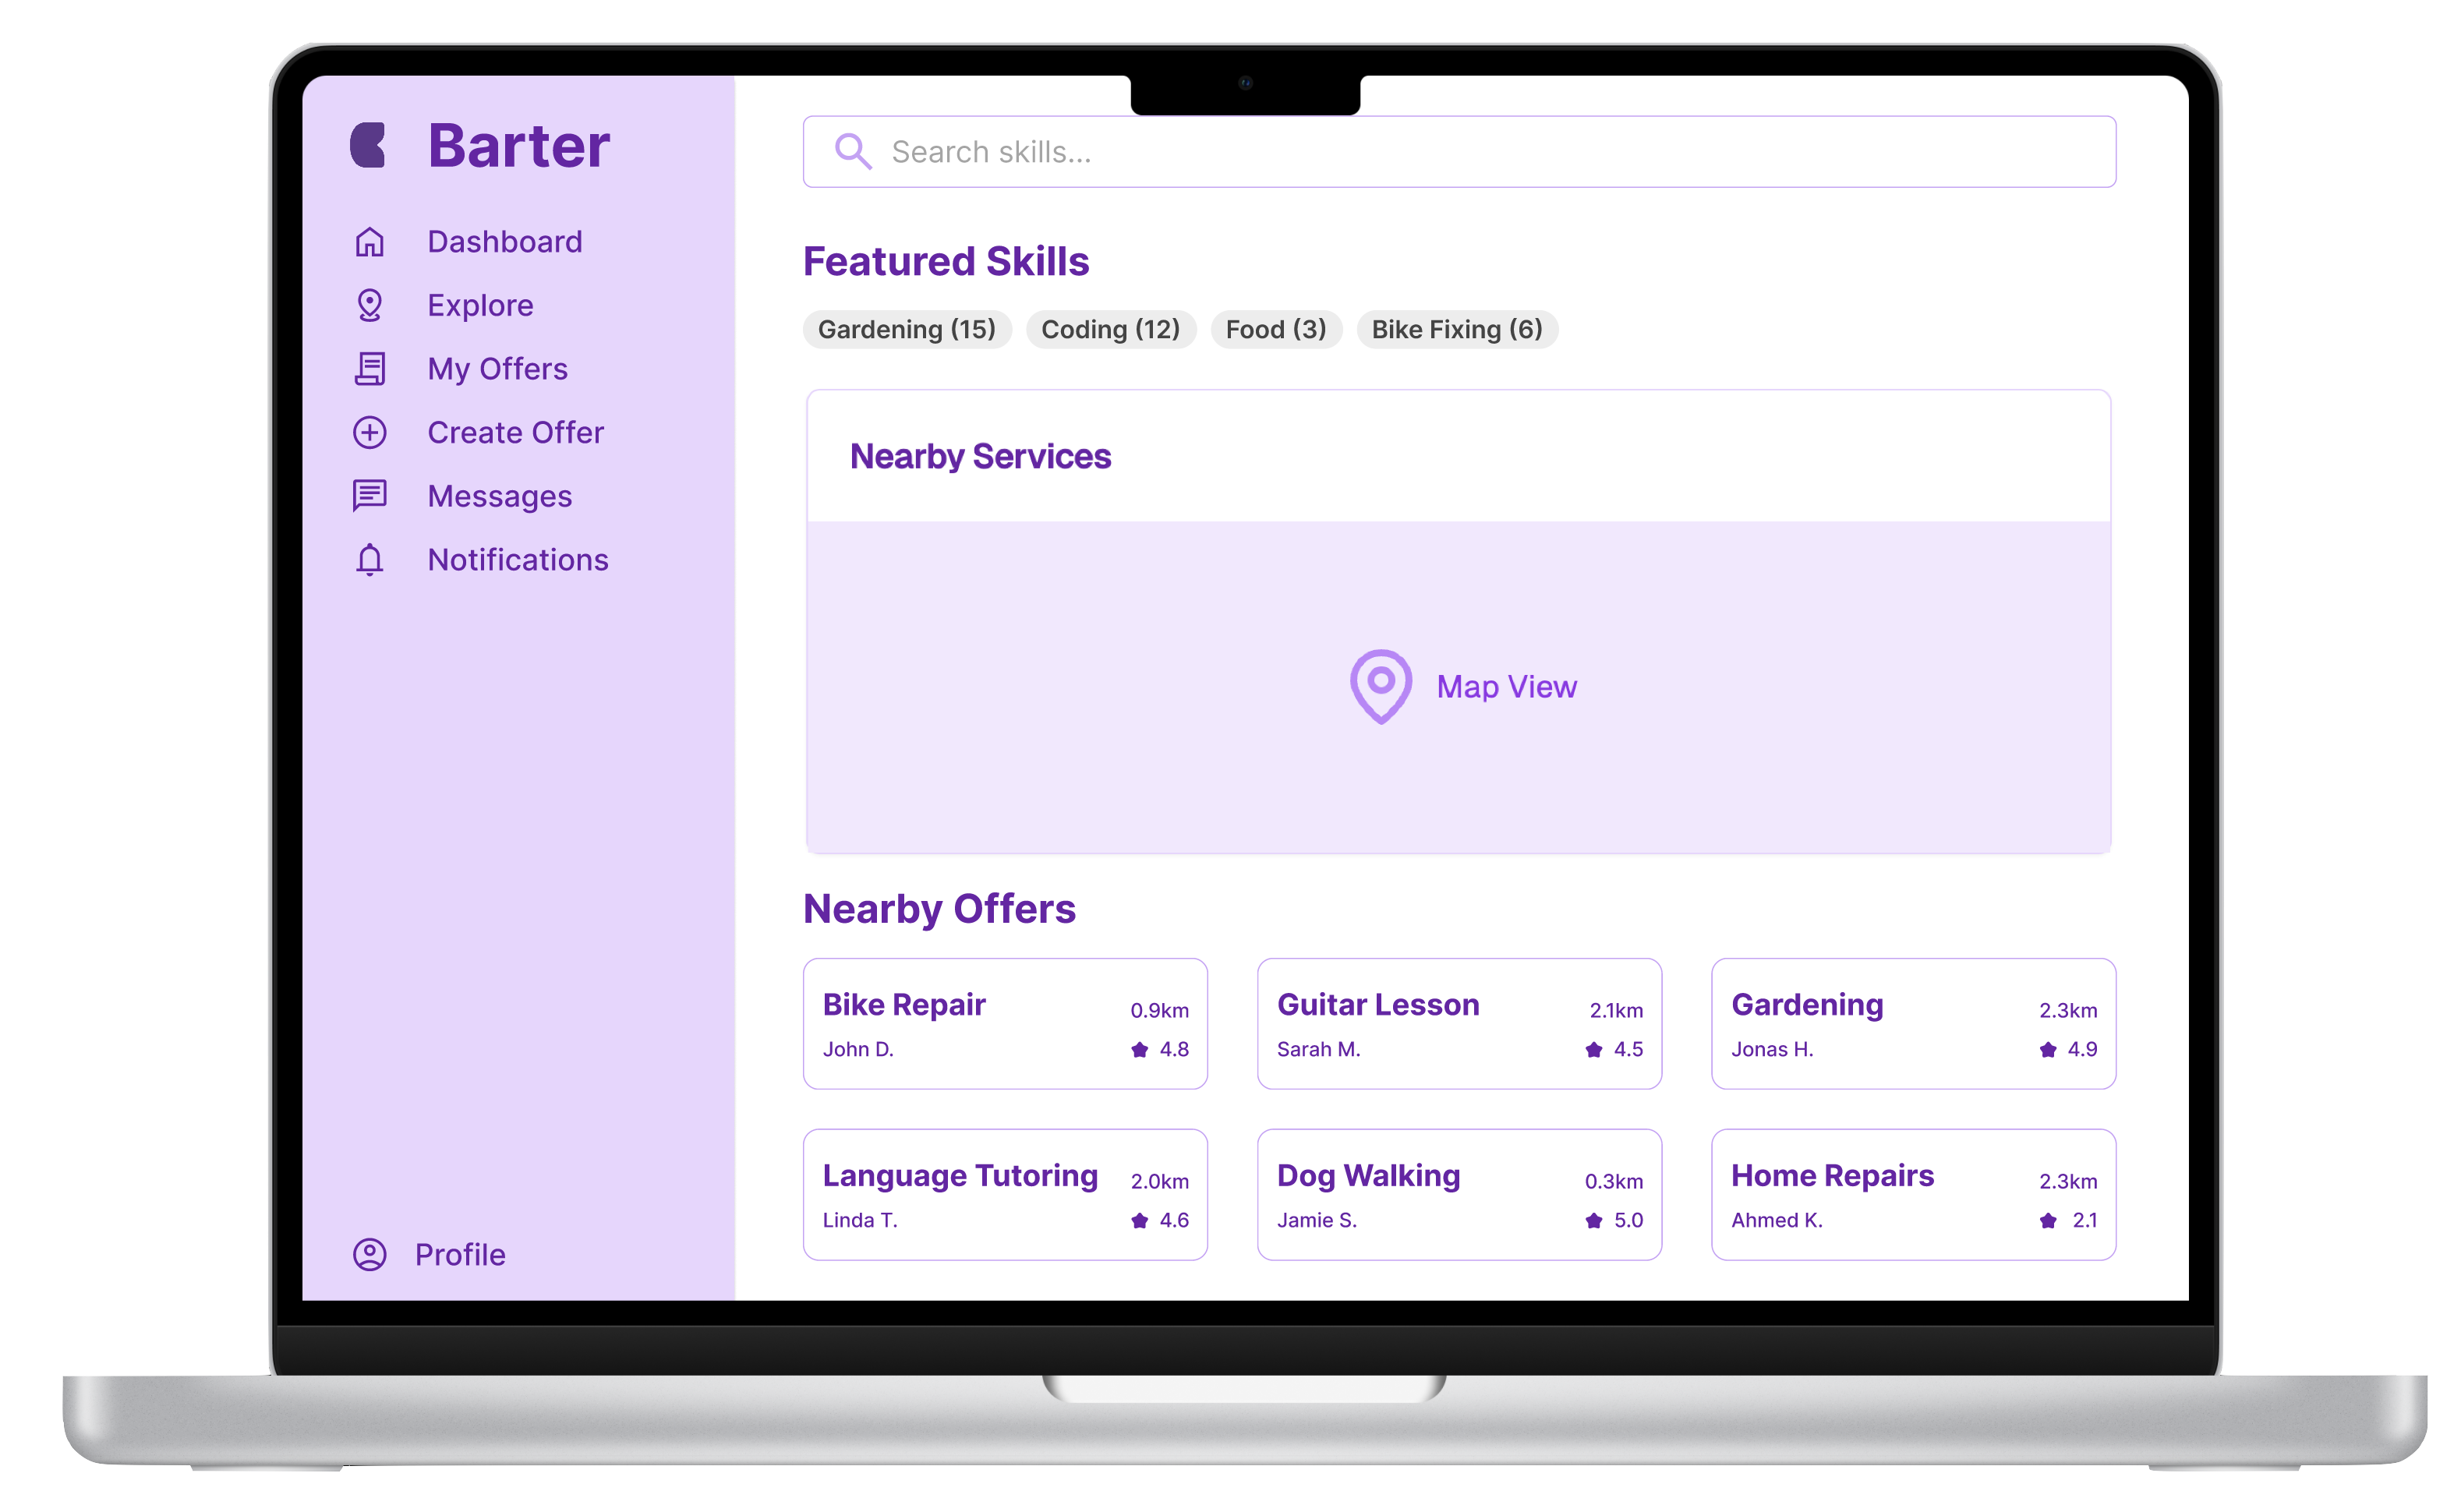 Barter
Dashboard
Explore
My Offers
Create Offer
Messages
Notifications
Profile
Search skills...
Featured Skills
Gardening (15) Coding (12) Food (3) Bike Fixing (6)
Nearby Services
Map View
Nearby Offers
Bike Repair 0.9km
John D. 4.8
Guitar Lesson 2.1km
Sarah M. 4.5
Gardening 2.3km
Jonas H. 4.9
Language Tutoring 2.0km
Linda T. 4.6
Dog Walking 0.3km
Jamie S. 5.0
Home Repairs 2.3km
Ahmed K. 2.1